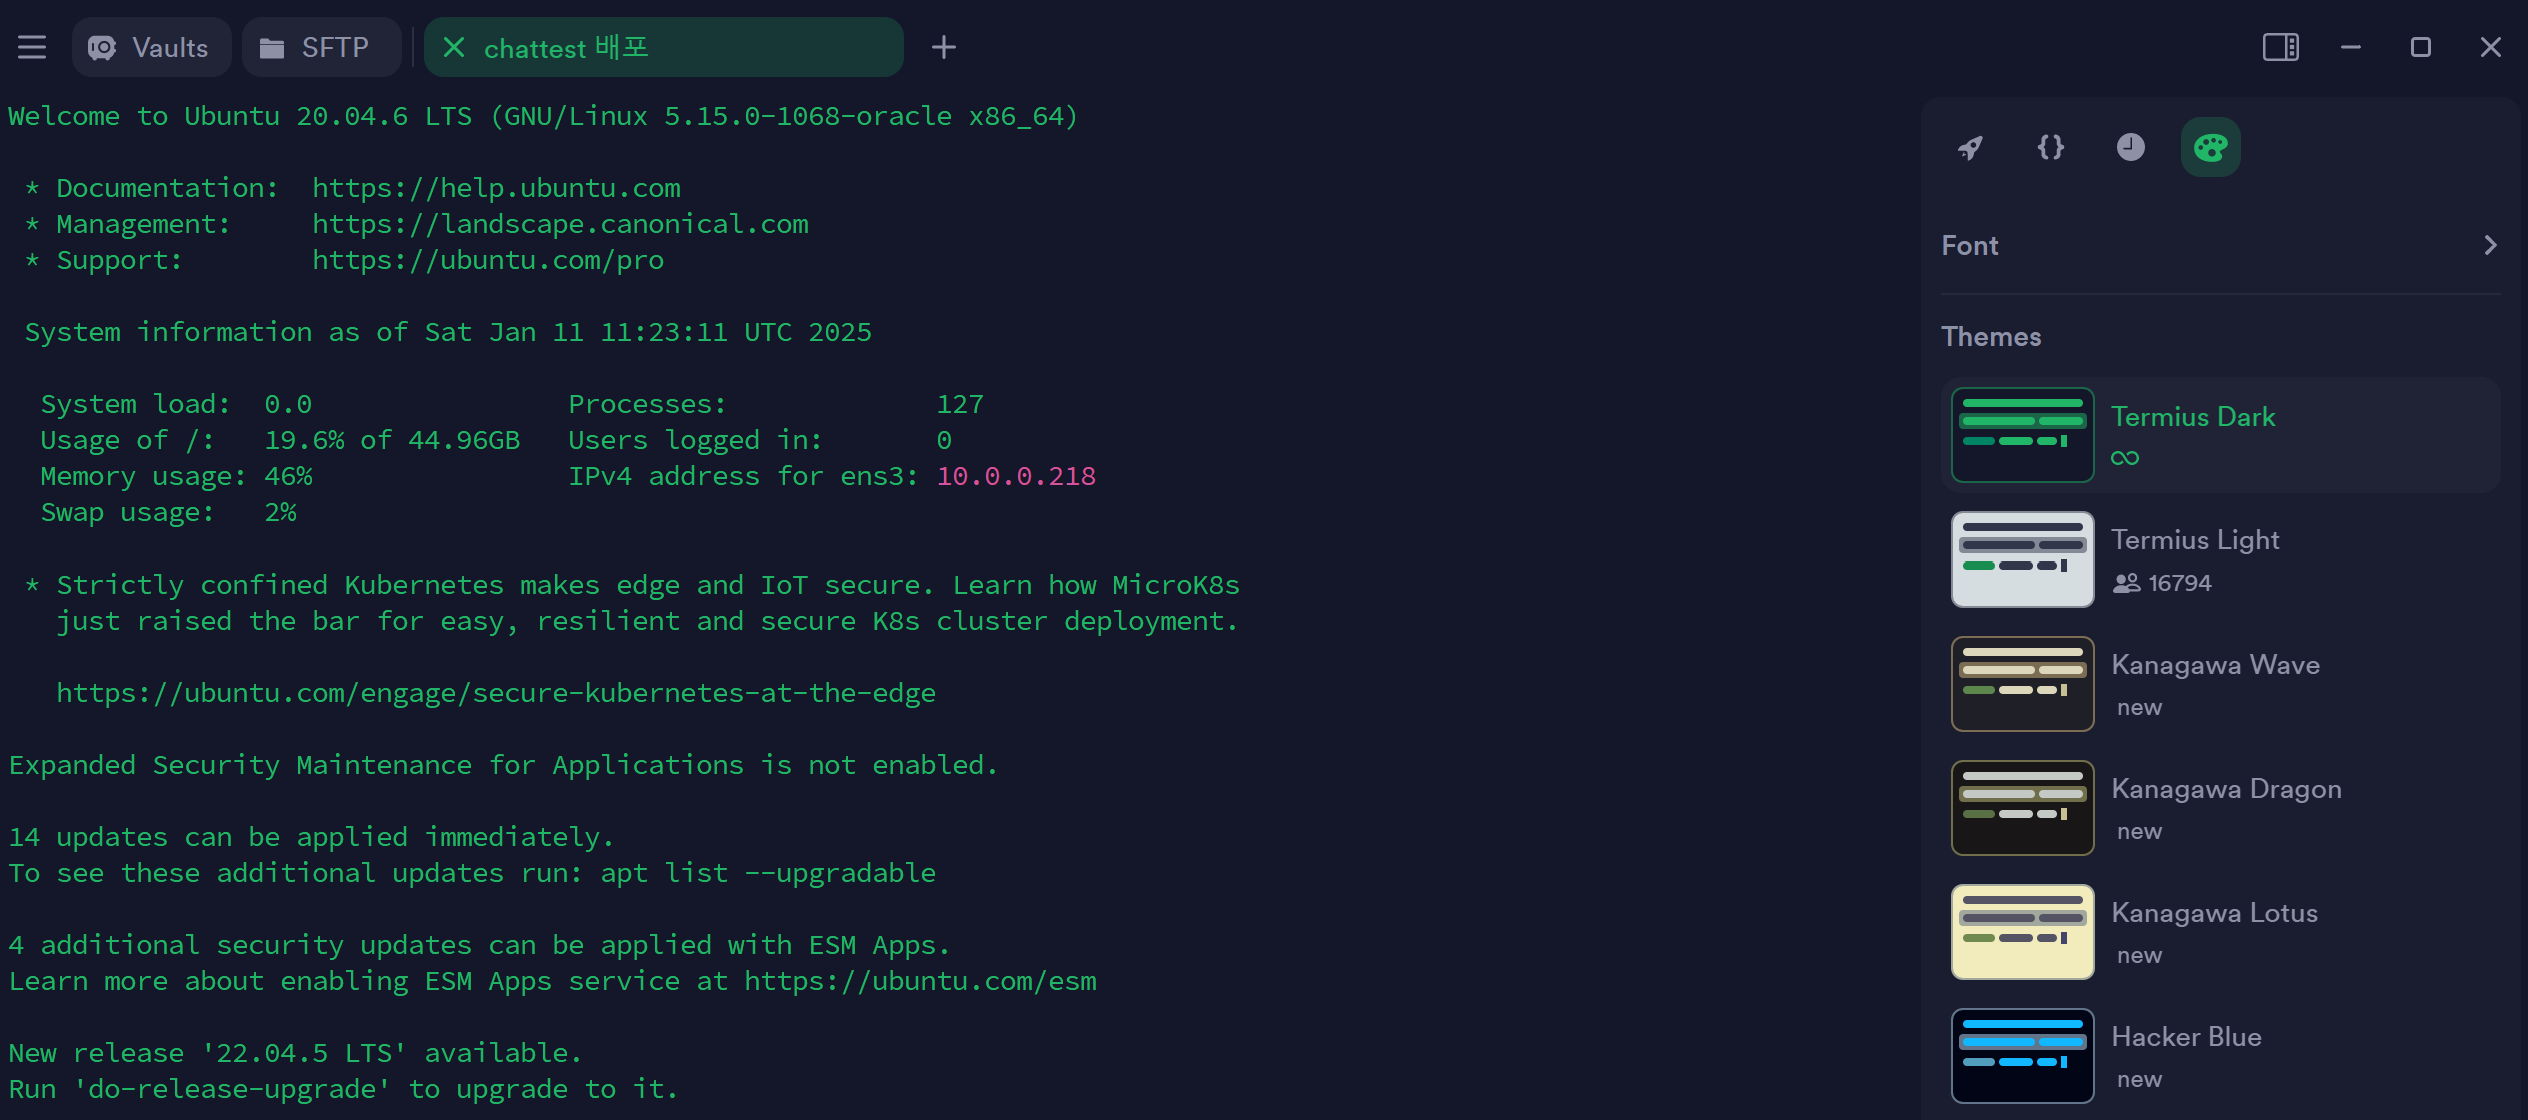 Vaults
SFTP
chattest 배포
Welcome to Ubuntu 20.04.6 LTS (GNU/Linux 5.15.0-1068-oracle x86_64)
* Documentation:  https://help.ubuntu.com
* Management:     https://landscape.canonical.com
* Support:        https://ubuntu.com/pro
System information as of Sat Jan 11 11:23:11 UTC 2025
System load:  0.0                Processes:             127
Usage of /:   19.6% of 44.96GB   Users logged in:       0
Memory usage: 46%                IPv4 address for ens3: 10.0.0.218
Swap usage:   2%
* Strictly confined Kubernetes makes edge and IoT secure. Learn how MicroK8s
just raised the bar for easy, resilient and secure K8s cluster deployment.
https://ubuntu.com/engage/secure-kubernetes-at-the-edge
Expanded Security Maintenance for Applications is not enabled.
14 updates can be applied immediately.
To see these additional updates run: apt list --upgradable
4 additional security updates can be applied with ESM Apps.
Learn more about enabling ESM Apps service at https://ubuntu.com/esm
New release '22.04.5 LTS' available.
Run 'do-release-upgrade' to upgrade to it.
Font
Themes
Termius Dark
Termius Light
16794
Kanagawa Wave
new
Kanagawa Dragon
new
Kanagawa Lotus
new
Hacker Blue
new